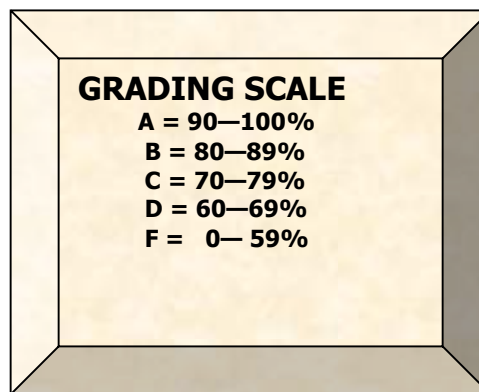 GRADING SCALE
A = 90—100%
B = 80—89%
C = 70—79%
D = 60—69%
F = 0— 59%